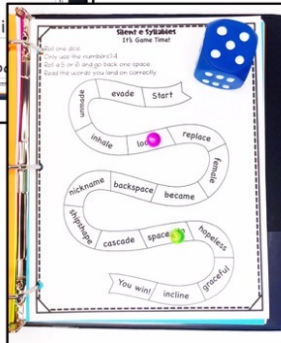 Silent e Syllables
It's Game Time!
Roll one dice.
Only use the numbers 1-4
Roll a 5 or 6 and go back one space
Read the words you land on correctly
Start
evade
unmade
inhale
replace
female
became
backspace
nickname
shipshape
cascade
space
hopeless
graceful
incline
You win!